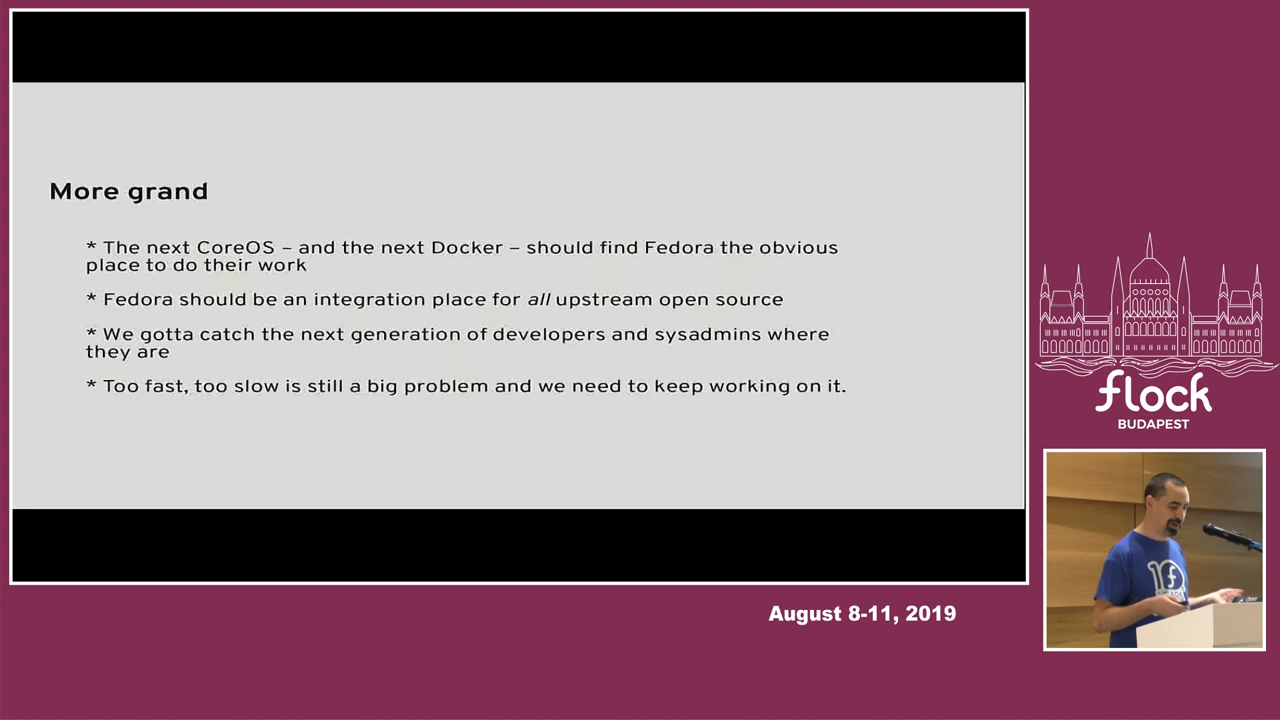 More grand
* The next CoreOS – and the next Docker – should find Fedora the obvious
place to do their work
* Fedora should be an integration place for all upstream open source
* We gotta catch the next generation of developers and sysadmins where
they are
* Too fast, too slow is still a big problem and we need to keep working on it.
flock
BUDAPEST
August 8-11, 2019